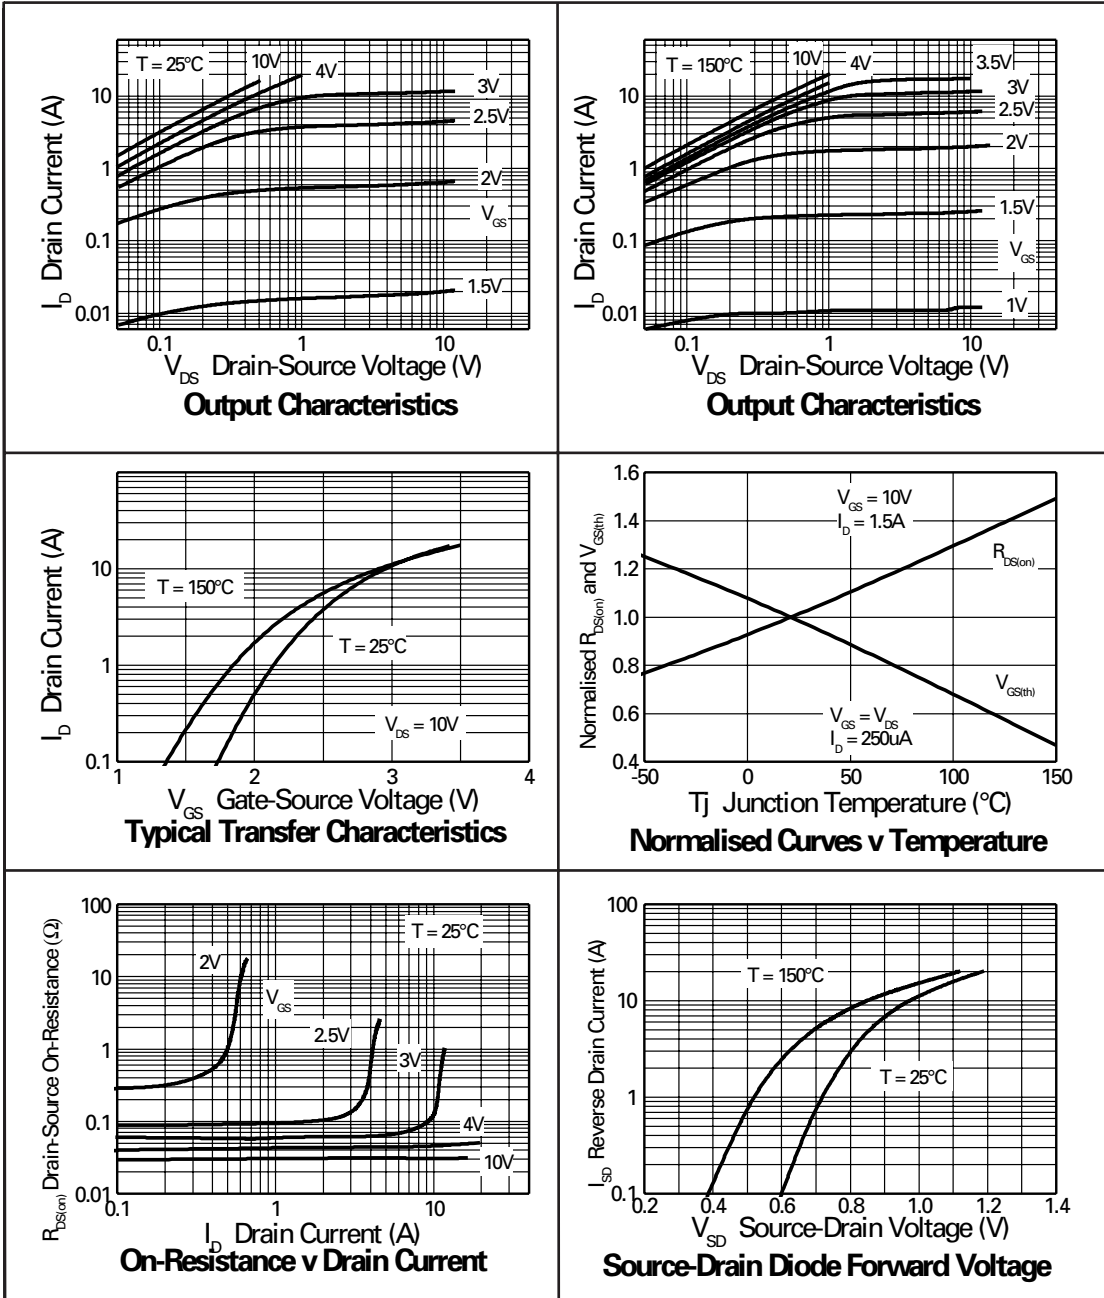 T = 25°C
10V
4V
3V
2.5V
2V
V_GS
1.5V
10
1
0.1
0.01
0.1
1
10
I_D Drain Current (A)
V_DS Drain-Source Voltage (V)
Output Characteristics
T = 150°C
10V
4V
3.5V
3V
2.5V
2V
1.5V
V_GS
1V
10
1
0.1
0.01
0.1
1
10
I_D Drain Current (A)
V_DS Drain-Source Voltage (V)
Output Characteristics
T = 150°C
T = 25°C
V_DS = 10V
10
1
0.1
1
2
3
4
I_D Drain Current (A)
V_GS Gate-Source Voltage (V)
Typical Transfer Characteristics
V_GS = 10V
I_D = 1.5A
R_DS(on)
V_GS(th)
V_GS = V_DS
I_D = 250uA
1.6
1.4
1.2
1.0
0.8
0.6
0.4
-50
0
50
100
150
Normalised R_DS(on) and V_GS(th)
Tj Junction Temperature (°C)
Normalised Curves v Temperature
T = 25°C
2V
V_GS
2.5V
3V
4V
10V
100
10
1
0.1
0.01
0.1
1
10
R_DS(on) Drain-Source On-Resistance (Ω)
I_D Drain Current (A)
On-Resistance v Drain Current
T = 150°C
T = 25°C
100
10
1
0.1
0.2
0.4
0.6
0.8
1.0
1.2
1.4
I_SD Reverse Drain Current (A)
V_SD Source-Drain Voltage (V)
Source-Drain Diode Forward Voltage